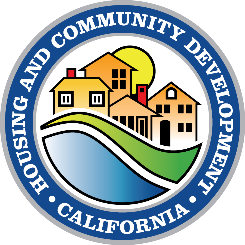 HOUSING AND COMMUNITY DEVELOPMENT
• CALIFORNIA •